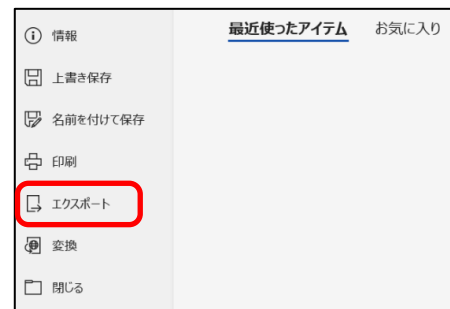 情報
上書き保存
名前を付けて保存
印刷
エクスポート
変換
閉じる
最近使ったアイテム お気に入り